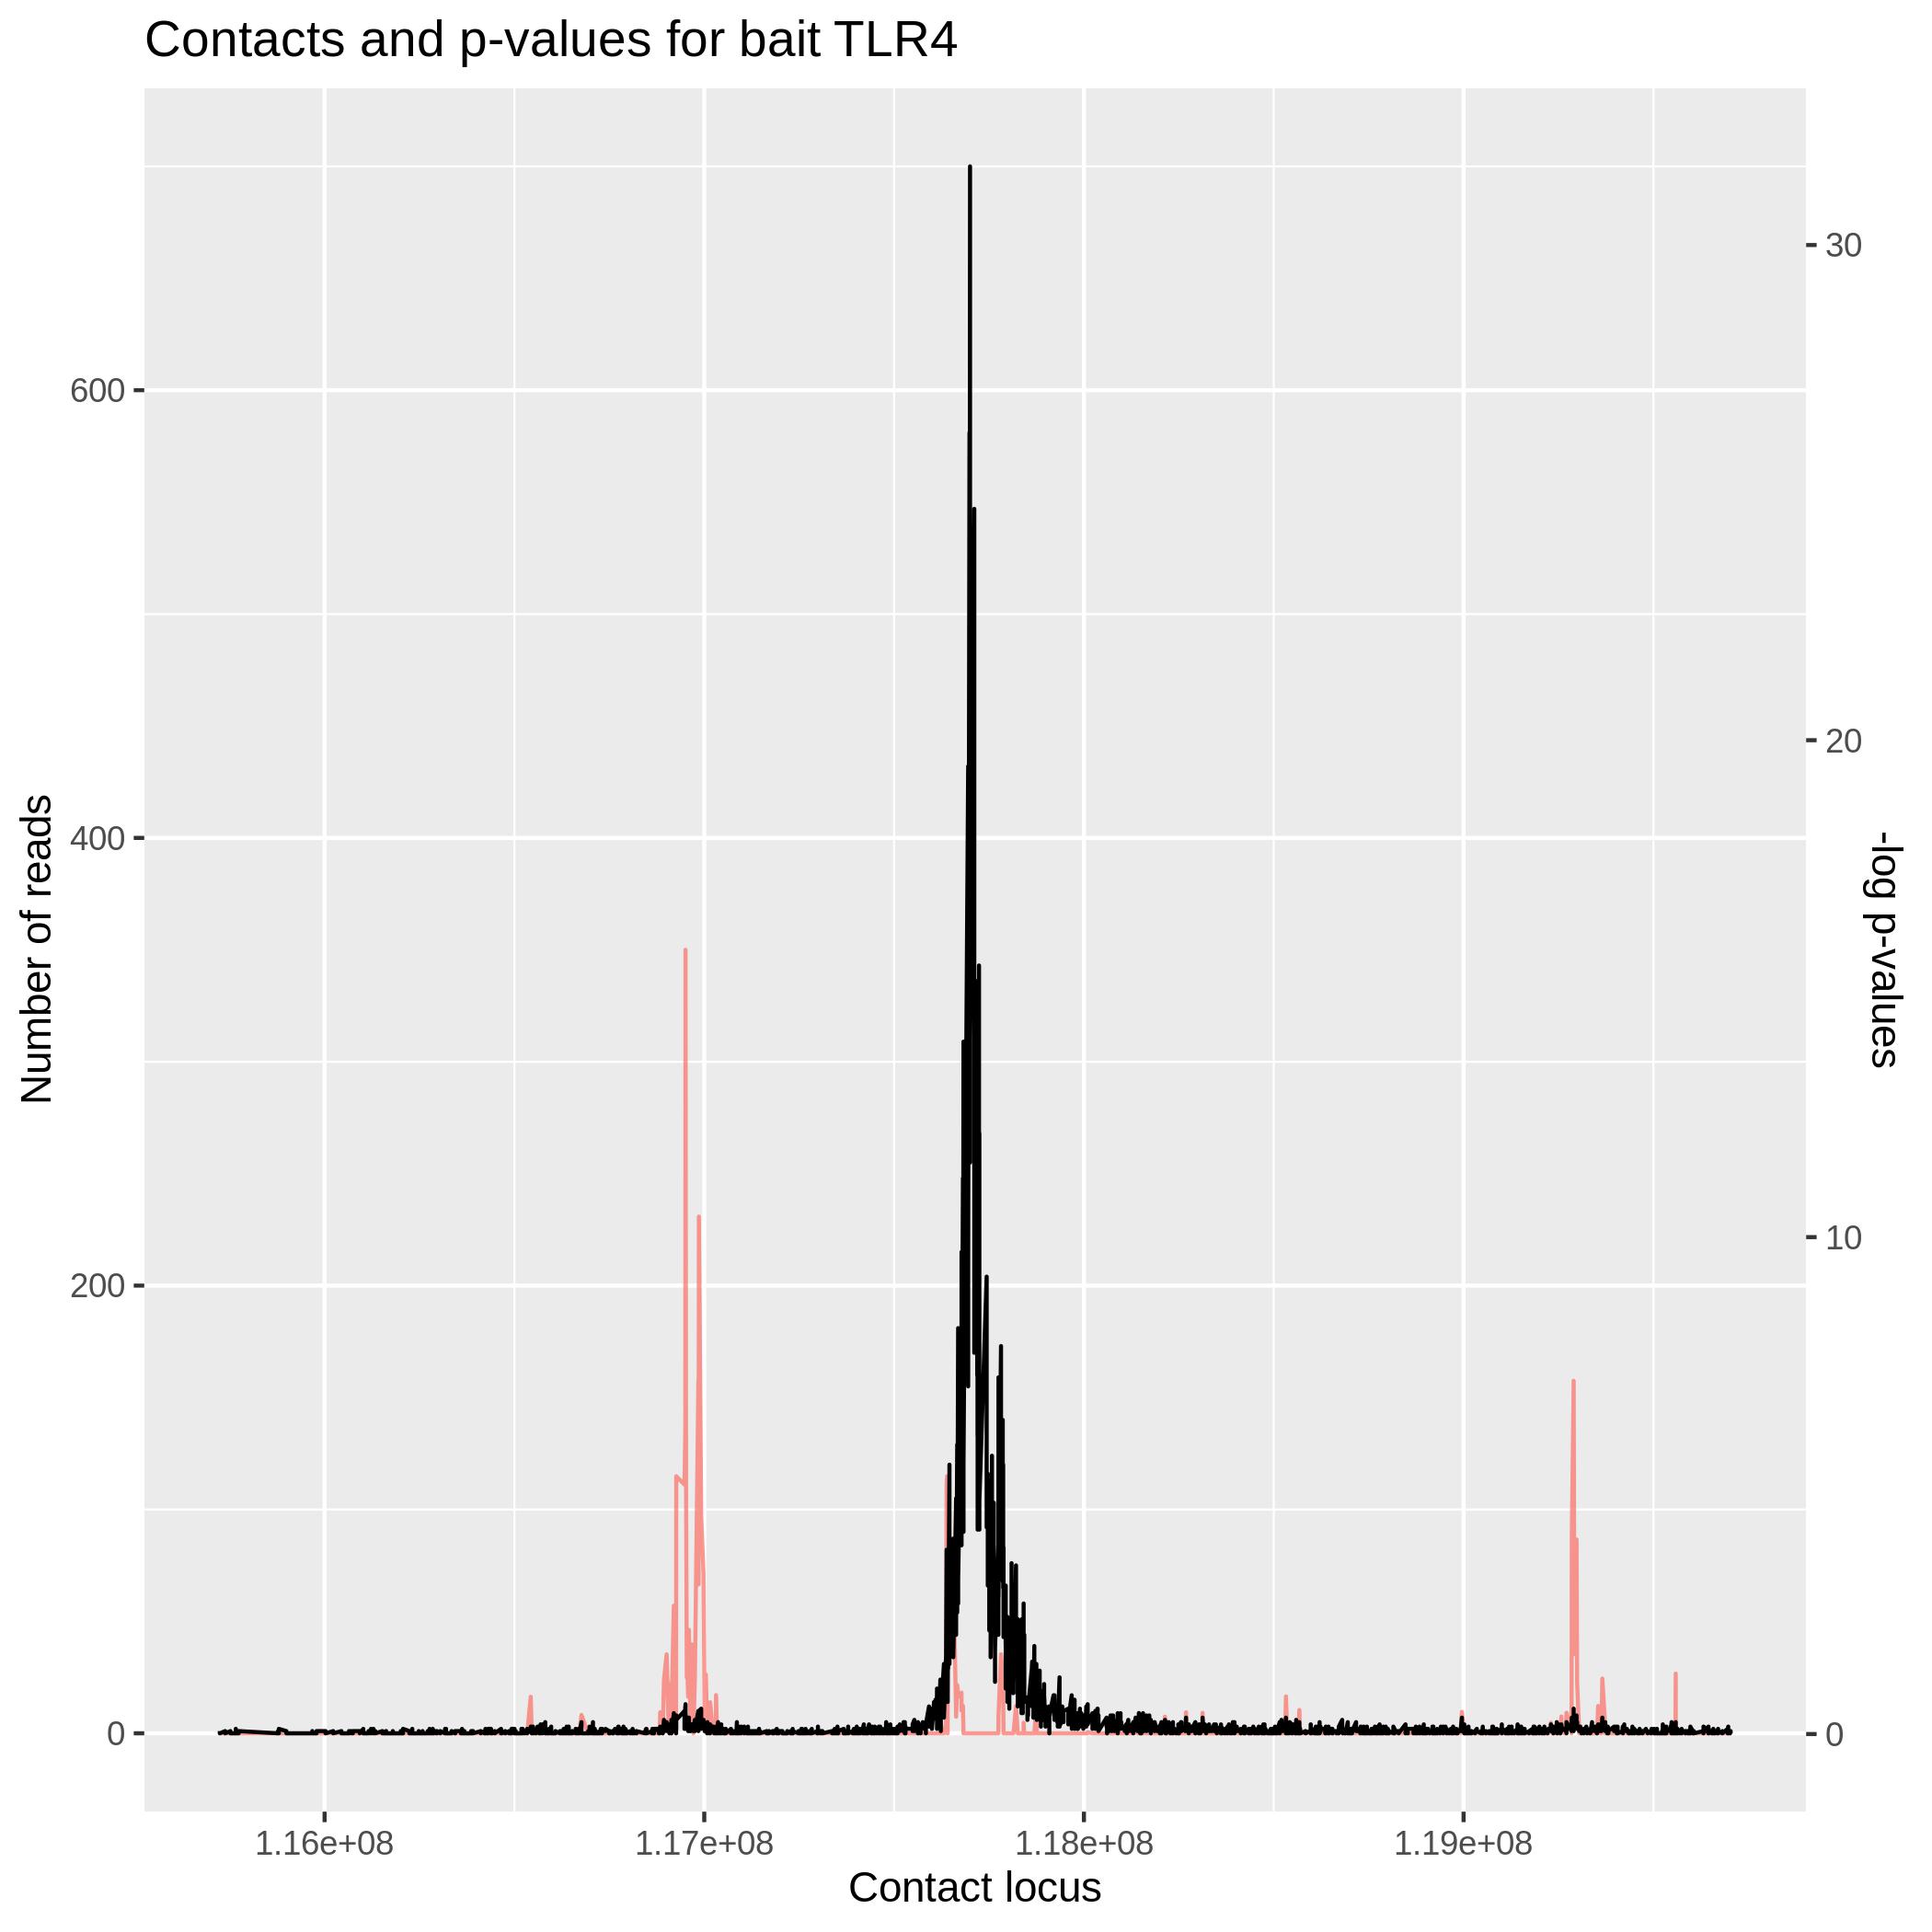 Contacts and p-values for bait TLR4
Number of reads
600
400
200
0
30
20
10
0
-log p-values
1.16e+08
1.17e+08
1.18e+08
1.19e+08
Contact locus